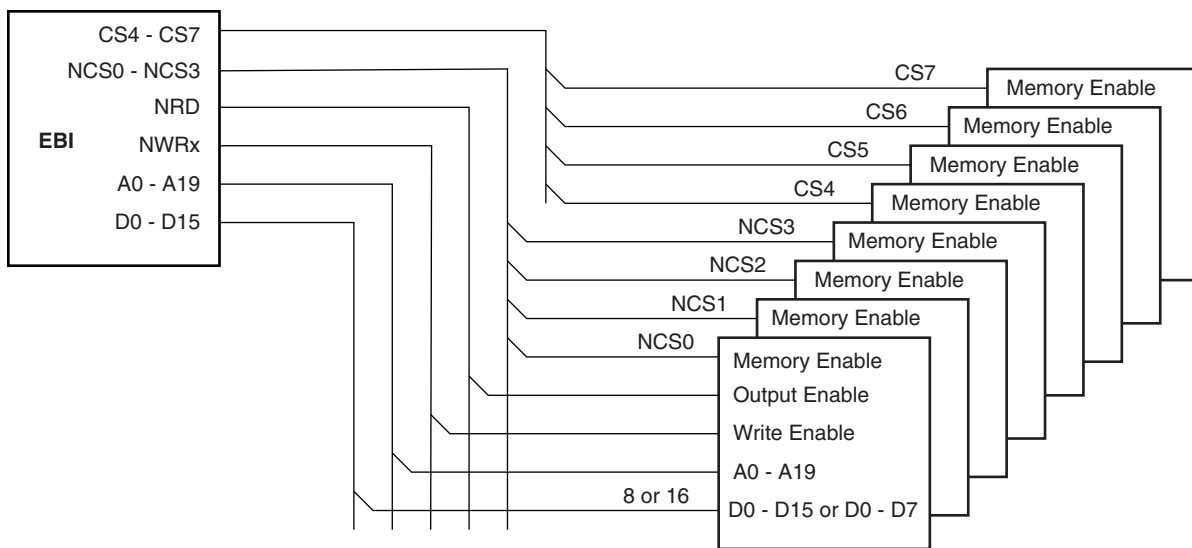 CS4 - CS7
NCS0 - NCS3
NRD
EBI
NWRx
A0 - A19
D0 - D15
CS7
Memory Enable
CS6
Memory Enable
CS5
Memory Enable
CS4
Memory Enable
NCS3
Memory Enable
NCS2
Memory Enable
NCS1
Memory Enable
NCS0
Memory Enable
Output Enable
Write Enable
A0 - A19
8 or 16
D0 - D15 or D0 - D7